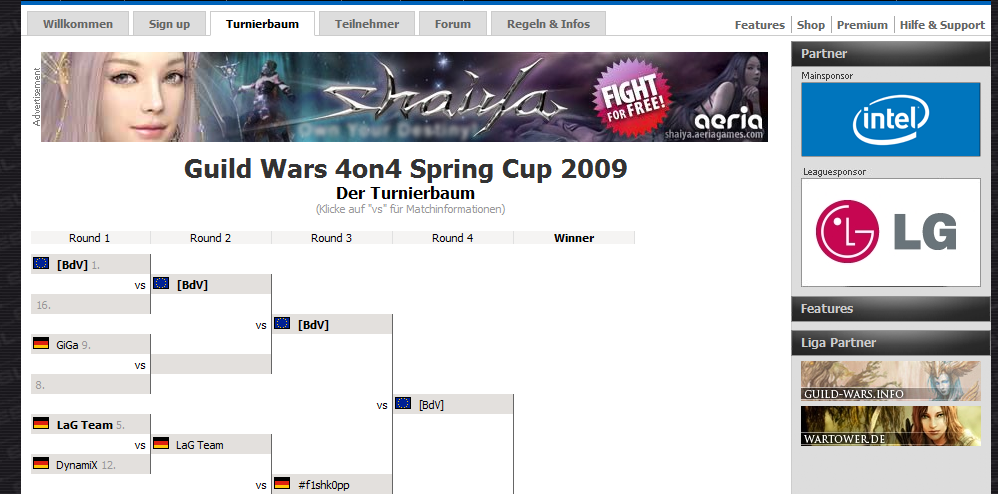 Willkommen Sign up Turnierbaum Teilnehmer Forum Regeln & Infos
Features Shop Premium Hilfe & Support
Advertisement
shaiya
Own Your Destiny
FIGHT
FOR FREE!
aeria
shaiya.aeriagames.com
Guild Wars 4on4 Spring Cup 2009
Der Turnierbaum
(Klicke auf "vs" für Matchinformationen)
Round 1 Round 2 Round 3 Round 4 Winner
[BdV] 1.
vs [BdV]
16.
vs [BdV]
GiGa 9.
vs
8.
vs [BdV]
LaG Team 5.
vs LaG Team
DynamiX 12.
vs #f1shk0pp
Partner
Mainsponsor
intel
Leaguesponsor
LG
LG
Features
Liga Partner
GUILD-WARS.INFO
WARTOWER.DE